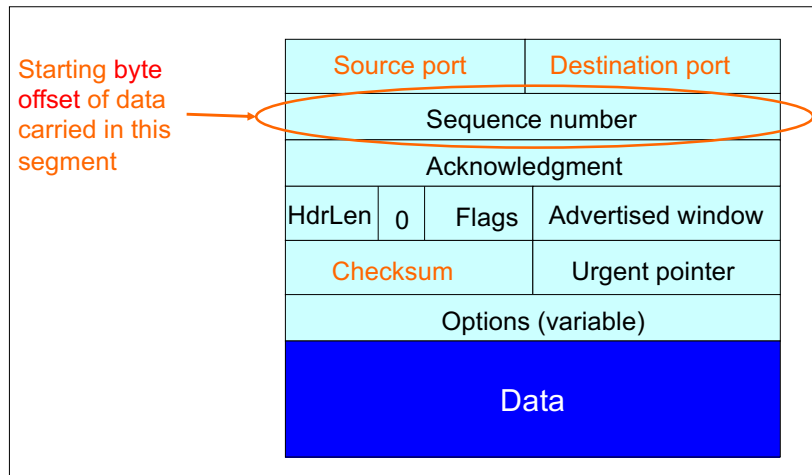 Starting byte
offset of data
carried in this
segment
Source port Destination port
Sequence number
Acknowledgment
HdrLen 0 Flags Advertised window
Checksum Urgent pointer
Options (variable)
Data